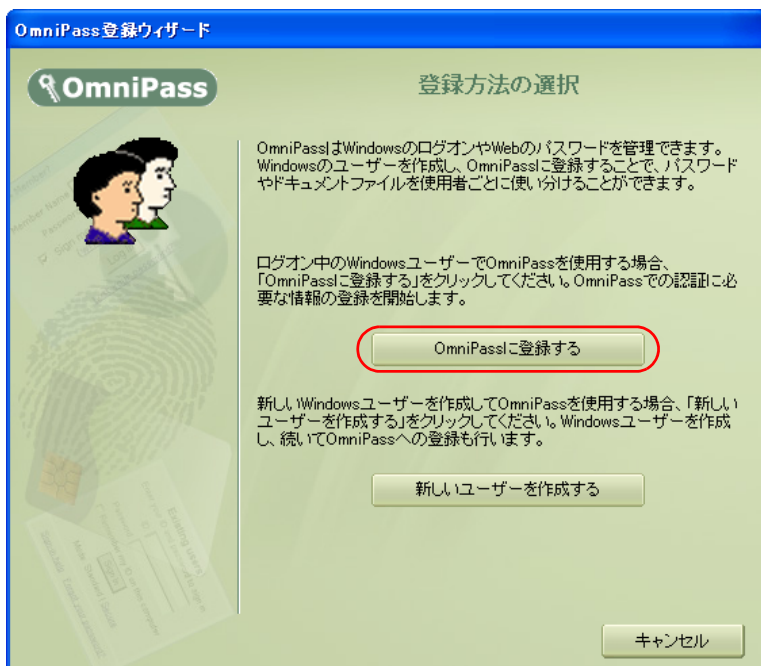 OmniPass登録ウィザード
OmniPass
登録方法の選択
OmniPassはWindowsのログオンやWebのパスワードを管理できます。
Windowsのユーザーを作成し、OmniPassに登録することで、パスワード
やドキュメントファイルを使用者ごとに使い分けることができます。
ログオン中のWindowsユーザーでOmniPassを使用する場合、
「OmniPassに登録する」をクリックしてください。OmniPassでの認証に必
要な情報の登録を開始します。
OmniPassに登録する
新しいWindowsユーザーを作成してOmniPassを使用する場合、「新しい
ユーザーを作成する」をクリックしてください。Windowsユーザーを作成
し、続いてOmniPassへの登録も行います。
新しいユーザーを作成する
Existing users
キャンセル